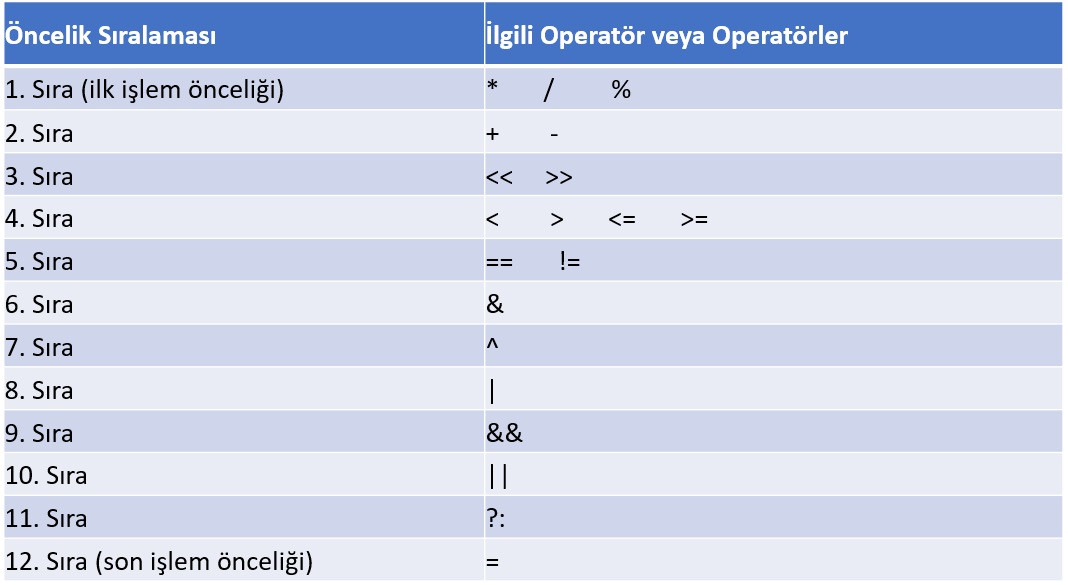 Öncelik Sıralaması İlgili Operatör veya Operatörler
1. Sıra (ilk işlem önceliği) * / %
2. Sıra + -
3. Sıra << >>
4. Sıra < > <= >=
5. Sıra == !=
6. Sıra &
7. Sıra ^
8. Sıra |
9. Sıra &&
10. Sıra ||
11. Sıra ?:
12. Sıra (son işlem önceliği) =